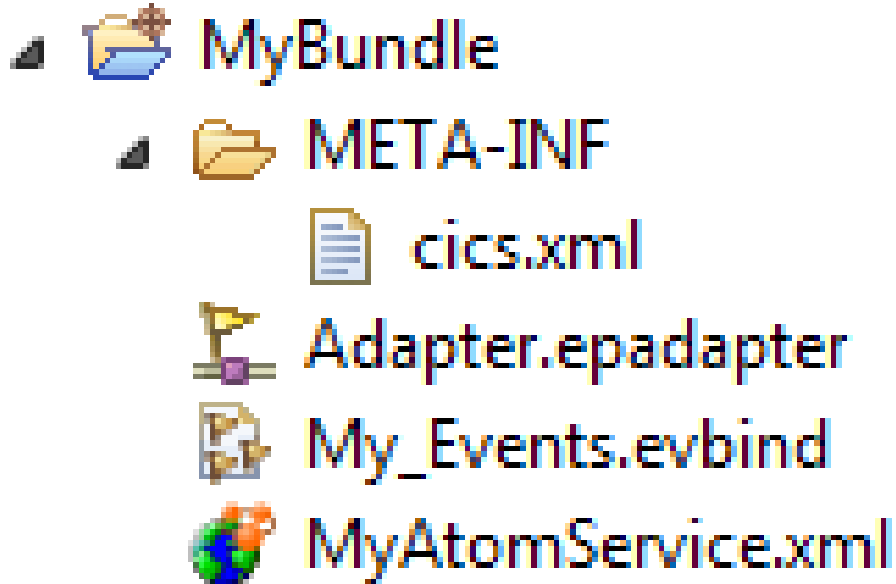 MyBundle
META-INF
cics.xml
Adapter.epadapter
My_Events.evbind
MyAtomService.xml